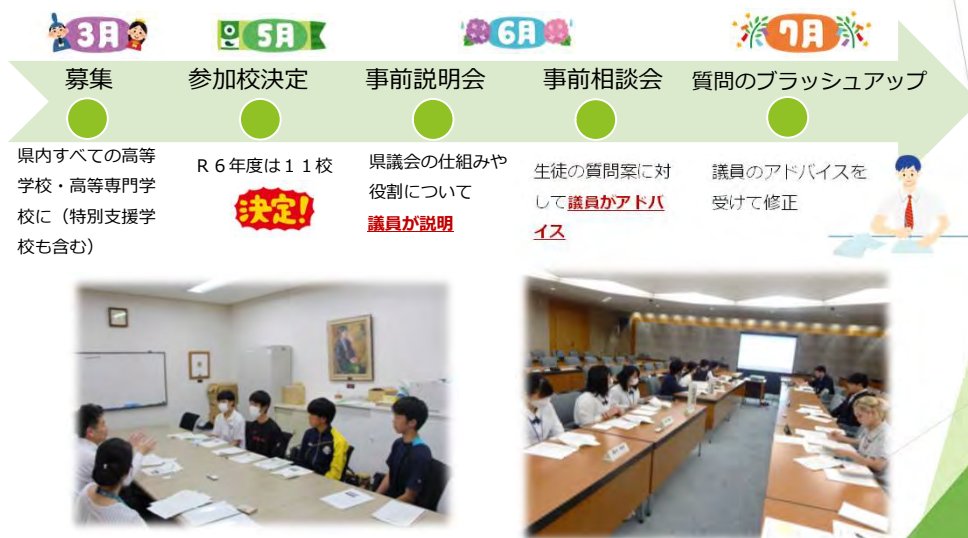 3月
5月
6月
7月
募集
参加校決定
事前説明会
事前相談会
質問のブラッシュアップ
県内すべての高等
学校・高等専門学
校に（特別支援学
校も含む）
Ｒ６年度は１１校
決定!
県議会の仕組みや
役割について
議員が説明
生徒の質問案に対
して議員がアドバ
イス
議員のアドバイスを
受けて修正